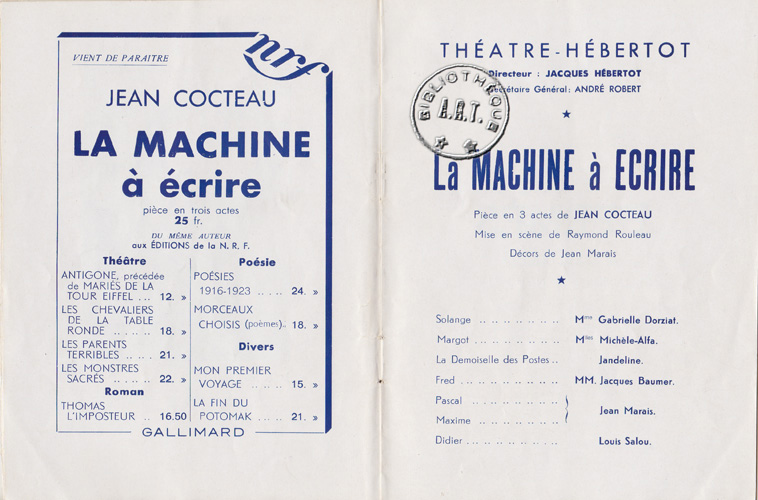 nrf
VIENT DE PARAITRE
JEAN COCTEAU
LA MACHINE
à écrire
pièce en trois actes
25 fr.
DU MÊME AUTEUR
aux ÉDITIONS de la N. R. F.
Théâtre
ANTIGONE, précédée
de MARIÉS DE LA
TOUR EIFFEL ... 12. »
LES CHEVALIERS
DE LA TABLE
RONDE ...... 18. »
LES PARENTS
TERRIBLES .. .. 21. »
LES MONSTRES
SACRÉS .. .. .. 22. »
Roman
THOMAS
L'IMPOSTEUR .. 16.50
Poésie
POÉSIES
1916-1923 .. .. .. 24. »
MORCEAUX
CHOISIS (poèmes).. 18. »
Divers
MON PREMIER
VOYAGE .. .. .. 15. »
LA FIN DU
POTOMAK .. .. .. 21. »
GALLIMARD
THÉATRE-HÉBERTOT
Directeur : JACQUES HÉBERTOT
Secrétaire Général : ANDRÉ ROBERT
BIBLIOTHÈQUE
A.R.T.
La MACHINE à ECRIRE
Pièce en 3 actes de JEAN COCTEAU
Mise en scène de Raymond Rouleau
Décors de Jean Marais
Solange .. .. .. .. .. .. .. Mme Gabrielle Dorziat.
Margot .. .. .. .. .. .. .. Mlles Michèle-Alfa.
La Demoiselle des Postes .. Jandeline.
Fred .. .. .. .. .. .. .. .. MM. Jacques Baumer.
Pascal .. .. .. .. .. .. ..
Jean Marais.
Maxime .. .. .. .. .. ..
Didier .. .. .. .. .. .. .. Louis Salou.